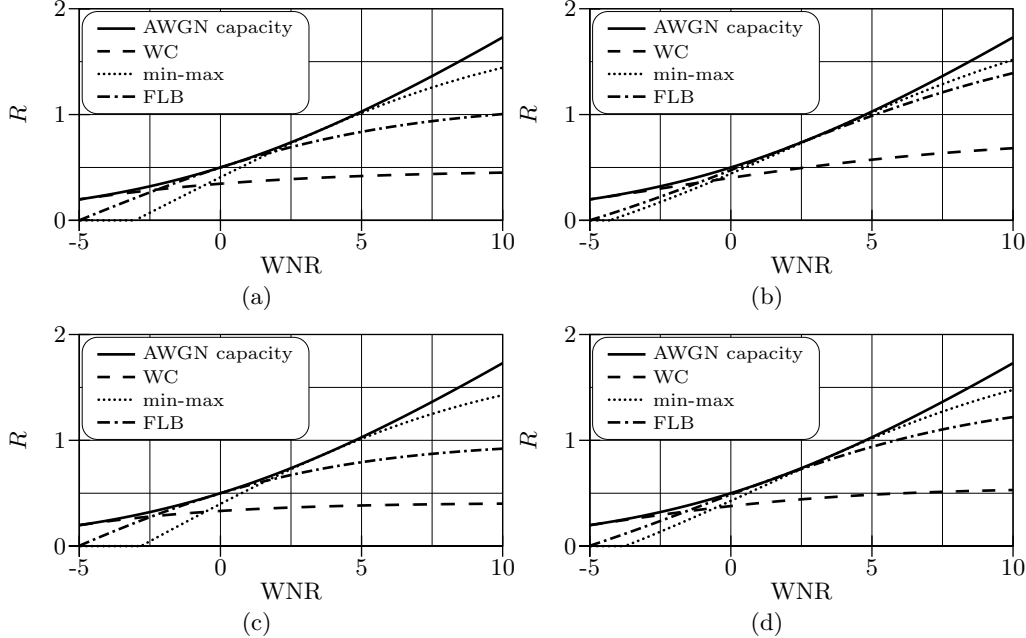 2
AWGN capacity
WC
min-max
FLB
R
1
0
-5 0 5 10
WNR
(a)
2
AWGN capacity
WC
min-max
FLB
R
1
0
-5 0 5 10
WNR
(b)
2
AWGN capacity
WC
min-max
FLB
R
1
0
-5 0 5 10
WNR
(c)
2
AWGN capacity
WC
min-max
FLB
R
1
0
-5 0 5 10
WNR
(d)